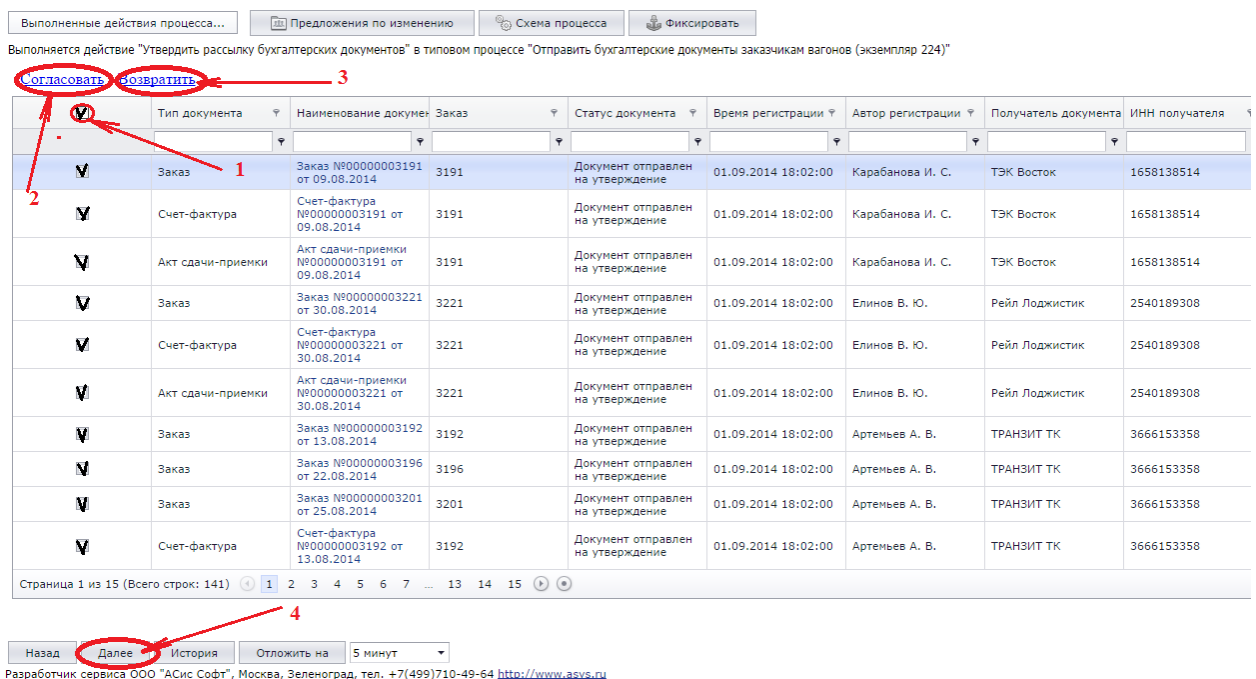 Выполненные действия процесса... Предложения по изменению Схема процесса Фиксировать
Выполняется действие "Утвердить рассылку бухгалтерских документов" в типовом процессе "Отправить бухгалтерские документы заказчикам вагонов (экземпляр 224)"
Согласовать Возвратить 3
Тип документа Наименование докумен Заказ Статус документа Время регистрации Автор регистрации Получатель документа ИНН получателя
1
2
Заказ Заказ №00000003191 3191 Документ отправлен 01.09.2014 18:02:00 Карабанова И. С. ТЭК Восток 1658138514
от 09.08.2014 на утверждение
Счет-фактура Счет-фактура 3191 Документ отправлен 01.09.2014 18:02:00 Карабанова И. С. ТЭК Восток 1658138514
№00000003191 от на утверждение
09.08.2014
Акт сдачи-приемки Акт сдачи-приемки 3191 Документ отправлен 01.09.2014 18:02:00 Карабанова И. С. ТЭК Восток 1658138514
№00000003191 от на утверждение
09.08.2014
Заказ Заказ №00000003221 3221 Документ отправлен 01.09.2014 18:02:00 Елинов В. Ю. Рейл Лоджистик 2540189308
от 30.08.2014 на утверждение
Счет-фактура Счет-фактура 3221 Документ отправлен 01.09.2014 18:02:00 Елинов В. Ю. Рейл Лоджистик 2540189308
№00000003221 от на утверждение
30.08.2014
Акт сдачи-приемки Акт сдачи-приемки 3221 Документ отправлен 01.09.2014 18:02:00 Елинов В. Ю. Рейл Лоджистик 2540189308
№00000003221 от на утверждение
30.08.2014
Заказ Заказ №00000003192 3192 Документ отправлен 01.09.2014 18:02:00 Артемьев А. В. ТРАНЗИТ ТК 3666153358
от 13.08.2014 на утверждение
Заказ Заказ №00000003196 3196 Документ отправлен 01.09.2014 18:02:00 Артемьев А. В. ТРАНЗИТ ТК 3666153358
от 22.08.2014 на утверждение
Заказ Заказ №00000003201 3201 Документ отправлен 01.09.2014 18:02:00 Артемьев А. В. ТРАНЗИТ ТК 3666153358
от 25.08.2014 на утверждение
Счет-фактура Счет-фактура 3192 Документ отправлен 01.09.2014 18:02:00 Артемьев А. В. ТРАНЗИТ ТК 3666153358
№00000003192 от на утверждение
13.08.2014
Страница 1 из 15 (Всего строк: 141) 1 2 3 4 5 6 7 ... 13 14 15
4
Назад Далее История Отложить на 5 минут
Разработчик сервиса ООО "АСис Софт", Москва, Зеленоград, тел. +7(499)710-49-64 http://www.asvs.ru